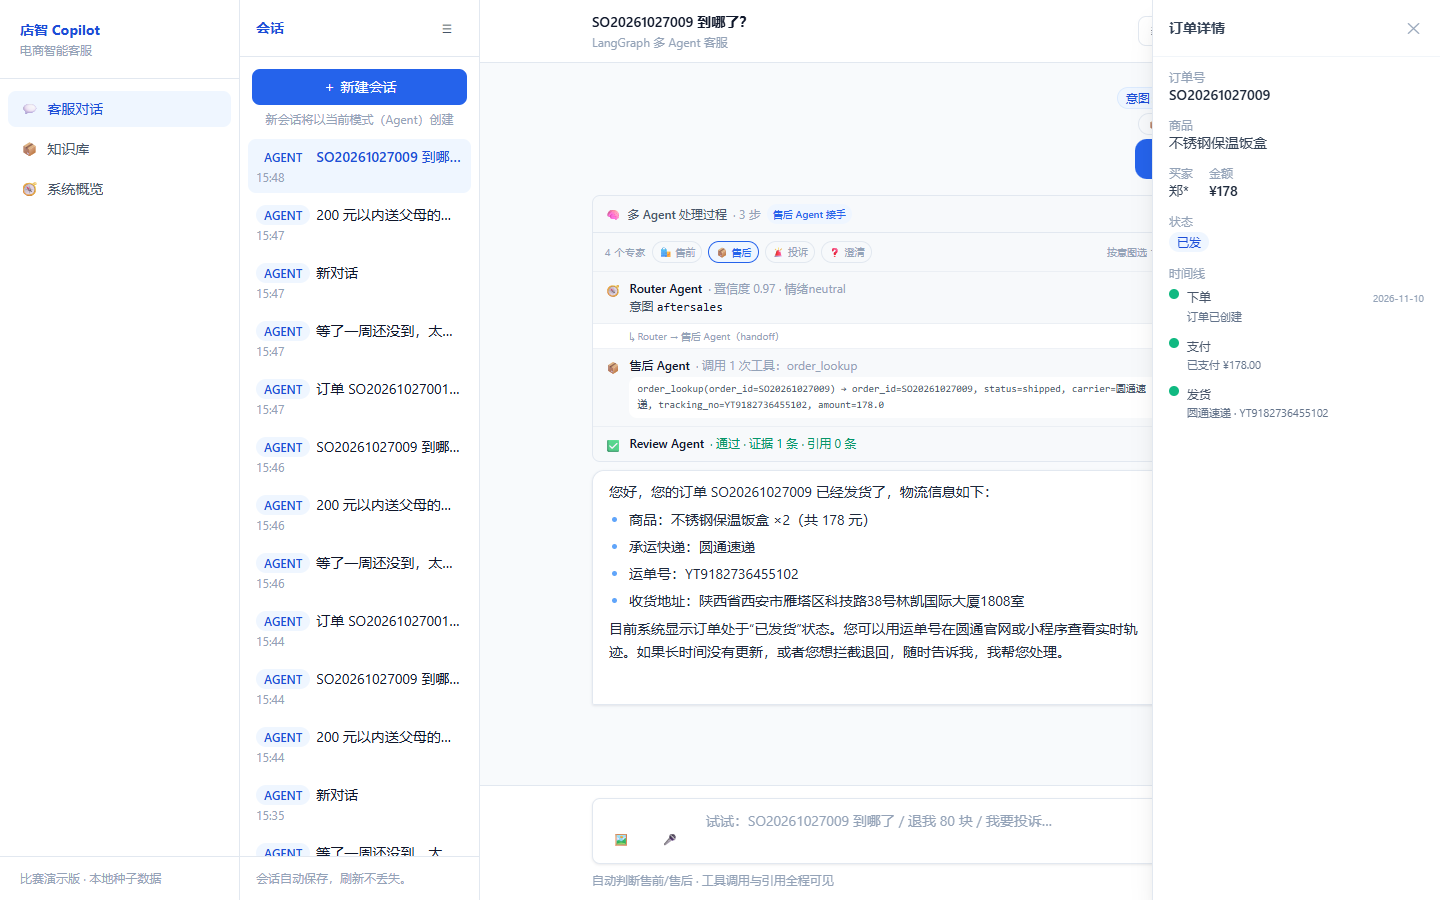 店智 Copilot
电商智能客服
客服对话
知识库
系统概览
比赛演示版 · 本地种子数据
会话
☰
+ 新建会话
新会话将以当前模式（Agent）创建
AGENT SO20261027009 到哪...
15:48
AGENT 200 元以内送父母的...
15:47
AGENT 新对话
15:47
AGENT 等了一周还没到，太...
15:47
AGENT 订单 SO20261027001...
15:47
AGENT SO20261027009 到哪...
15:46
AGENT 200 元以内送父母的...
15:46
AGENT 等了一周还没到，太...
15:46
AGENT 订单 SO20261027001...
15:44
AGENT SO20261027009 到哪...
15:44
AGENT 200 元以内送父母的...
15:44
AGENT 新对话
15:35
AGENT 等了一周还没到，太...
会话自动保存，刷新不丢失。
SO20261027009 到哪了？
LangGraph 多 Agent 客服
意图
多 Agent 处理过程 · 3 步 售后 Agent 接手
4 个专家 售前 售后 投诉 澄清 按意图选
Router Agent · 置信度 0.97 · 情绪neutral
意图 aftersales
↳ Router → 售后 Agent（handoff）
售后 Agent · 调用 1 次工具：order_lookup
order_lookup(order_id=SO20261027009) → order_id=SO20261027009, status=shipped, carrier=圆通速
递, tracking_no=YT9182736455102, amount=178.0
Review Agent · 通过 · 证据 1 条 · 引用 0 条
您好，您的订单 SO20261027009 已经发货了，物流信息如下：
商品：不锈钢保温饭盒 ×2（共 178 元）
承运快递：圆通速递
运单号：YT9182736455102
收货地址：陕西省西安市雁塔区科技路38号林凯国际大厦1808室
目前系统显示订单处于“已发货”状态。您可以用运单号在圆通官网或小程序查看实时轨
迹。如果长时间没有更新，或者您想拦截退回，随时告诉我，我帮您处理。
试试：SO20261027009 到哪了 / 退我 80 块 / 我要投诉...
自动判断售前/售后 · 工具调用与引用全程可见
订单详情
订单号
SO20261027009
商品
不锈钢保温饭盒
买家 金额
郑* ¥178
状态
已发
时间线
下单 2026-11-10
订单已创建
支付
已支付 ¥178.00
发货
圆通速递 · YT9182736455102